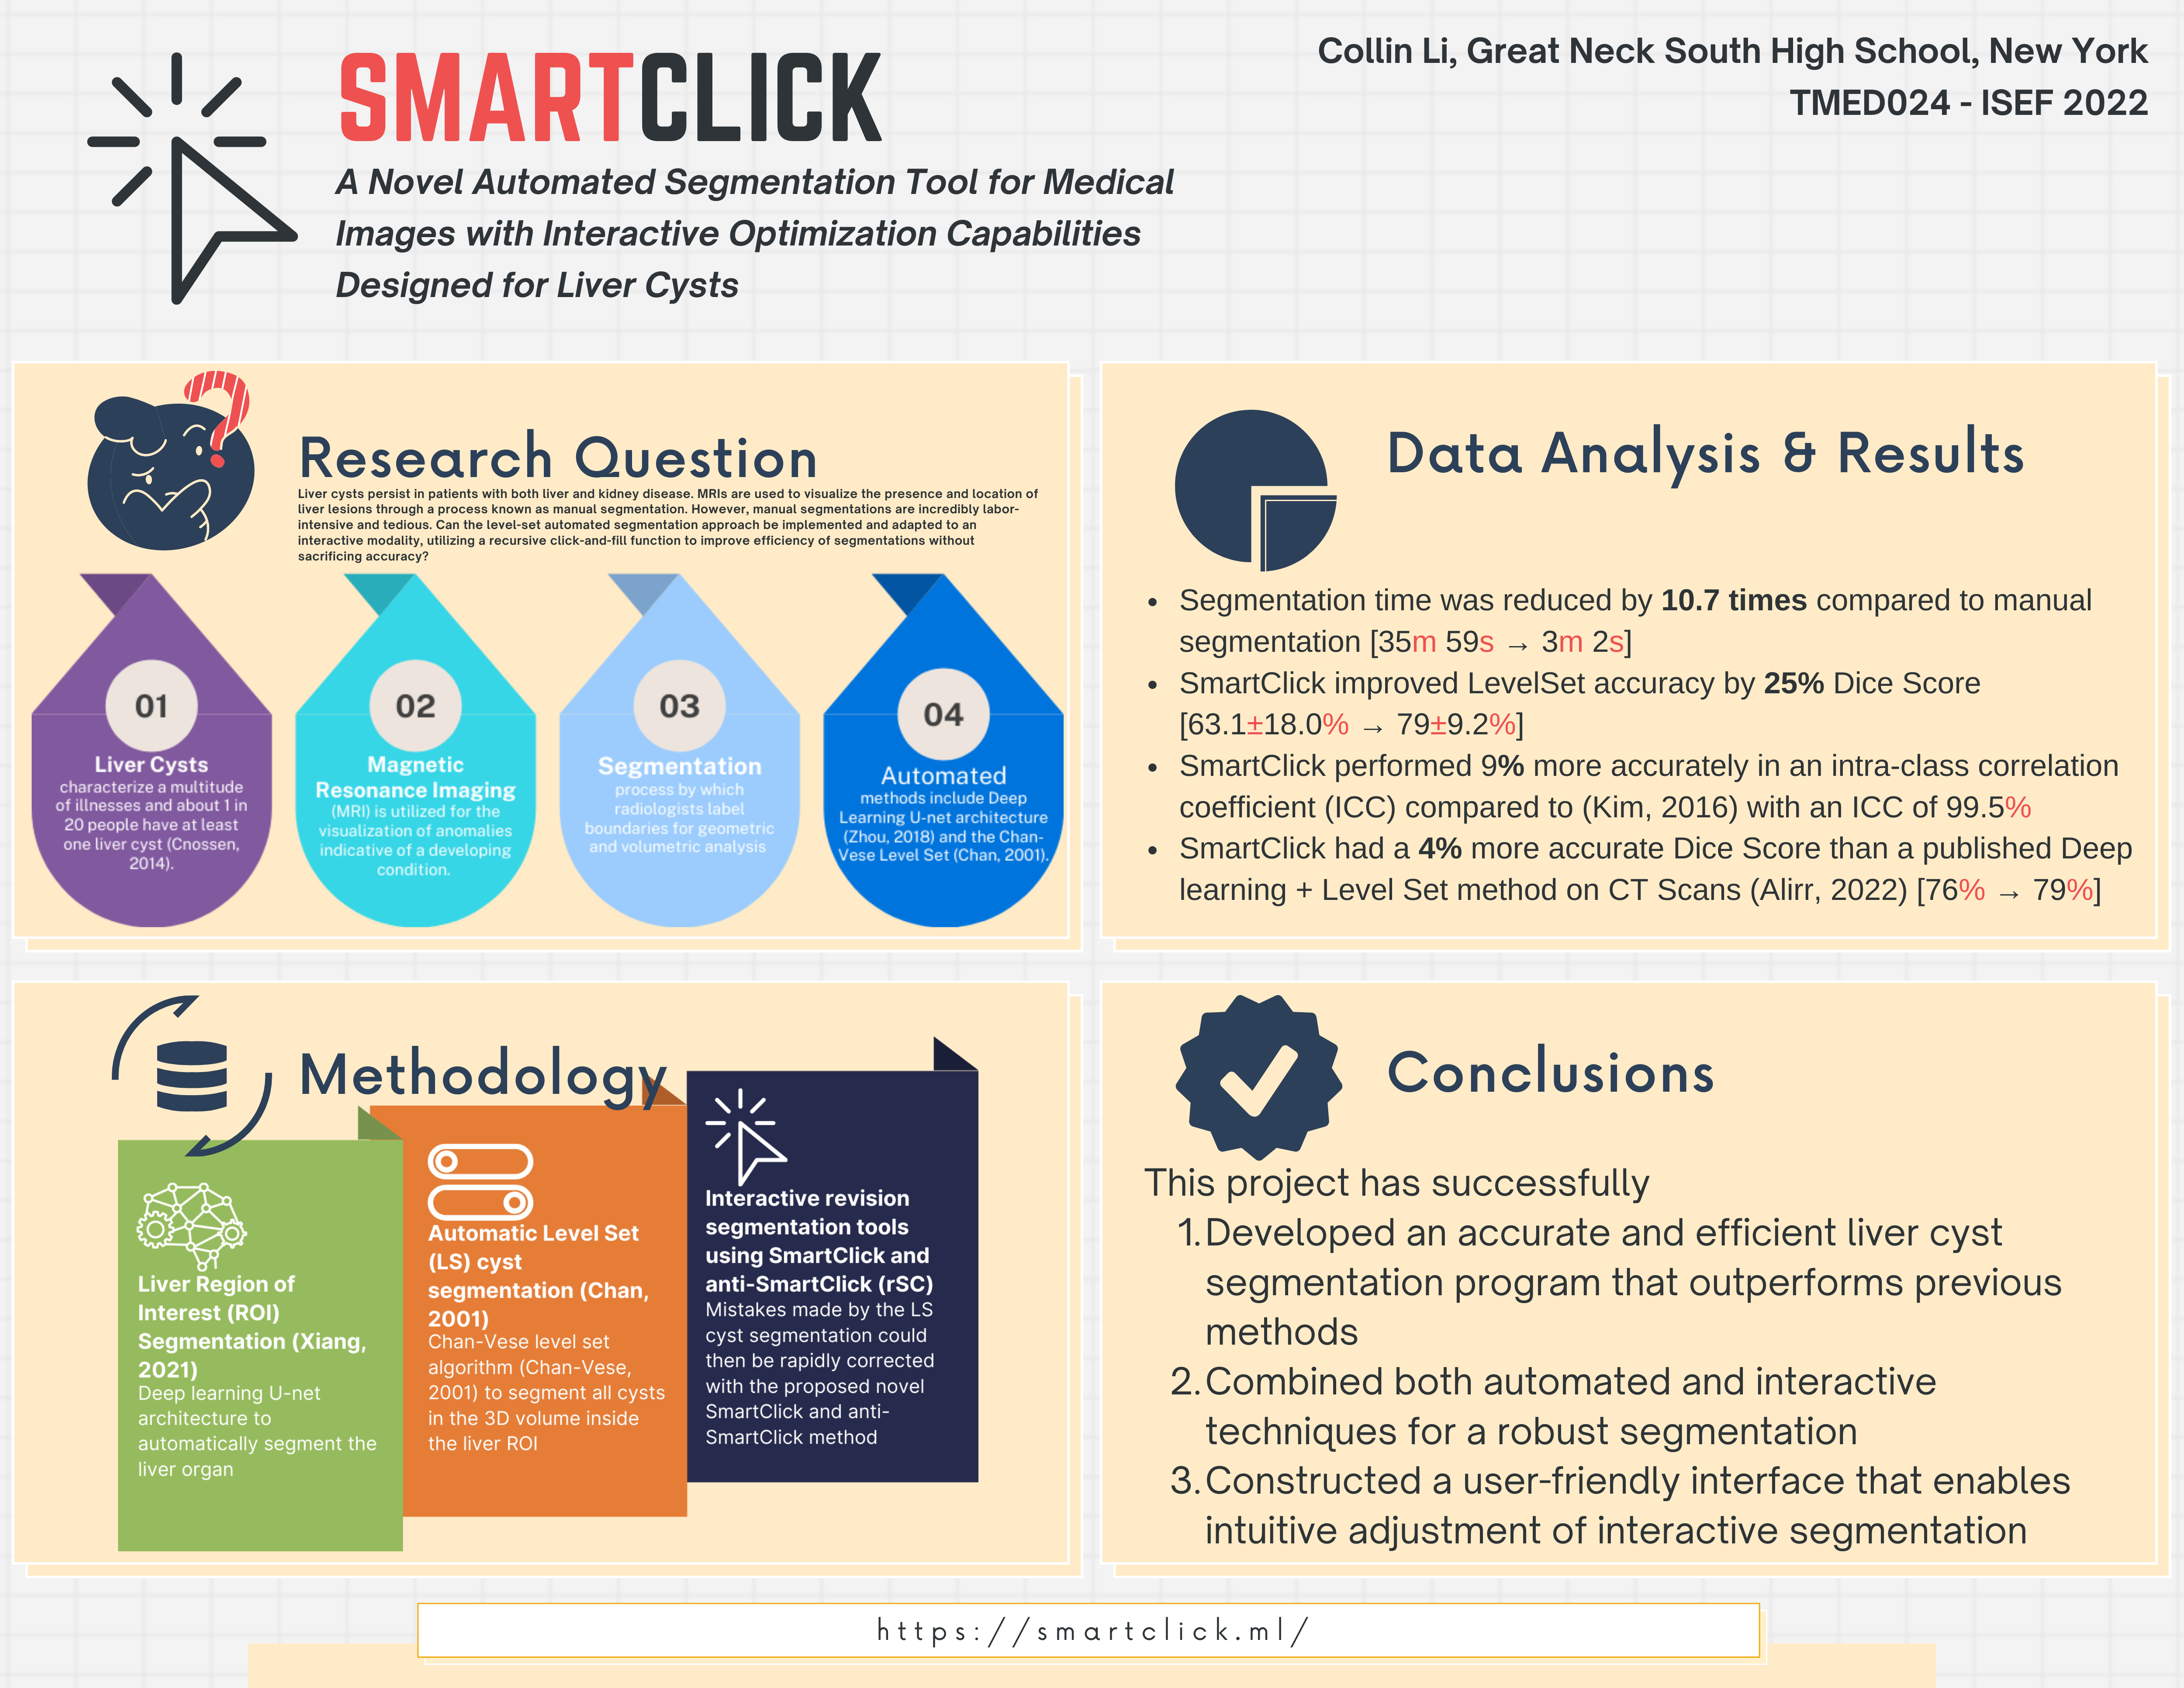 SMARTCLICK
A Novel Automated Segmentation Tool for Medical
Images with Interactive Optimization Capabilities
Designed for Liver Cysts
Collin Li, Great Neck South High School, New York
TMED024 - ISEF 2022
Research Question
Liver cysts persist in patients with both liver and kidney disease. MRIs are used to visualize the presence and location of
liver lesions through a process known as manual segmentation. However, manual segmentations are incredibly labor-
intensive and tedious. Can the level-set automated segmentation approach be implemented and adapted to an
interactive modality, utilizing a recursive click-and-fill function to improve efficiency of segmentations without
sacrificing accuracy?
01
Liver Cysts
characterize a multitude
of illnesses and about 1 in
20 people have at least
one liver cyst (Cnossen,
2014).
02
Magnetic
Resonance Imaging
(MRI) is utilized for the
visualization of anomalies
indicative of a developing
condition.
03
Segmentation
process by which
radiologists label
boundaries for geometric
and volumetric analysis
04
Automated
methods include Deep
Learning U-net architecture
(Zhou, 2018) and the Chan-
Vese Level Set (Chan, 2001).
Data Analysis & Results
• Segmentation time was reduced by 10.7 times compared to manual
segmentation [35m 59s → 3m 2s]
• SmartClick improved LevelSet accuracy by 25% Dice Score
[63.1±18.0% → 79±9.2%]
• SmartClick performed 9% more accurately in an intra-class correlation
coefficient (ICC) compared to (Kim, 2016) with an ICC of 99.5%
• SmartClick had a 4% more accurate Dice Score than a published Deep
learning + Level Set method on CT Scans (Alirr, 2022) [76% → 79%]
Methodology
Liver Region of
Interest (ROI)
Segmentation (Xiang,
2021)
Deep learning U-net
architecture to
automatically segment the
liver organ
Automatic Level Set
(LS) cyst
segmentation (Chan,
2001)
Chan-Vese level set
algorithm (Chan-Vese,
2001) to segment all cysts
in the 3D volume inside
the liver ROI
Interactive revision
segmentation tools
using SmartClick and
anti-SmartClick (rSC)
Mistakes made by the LS
cyst segmentation could
then be rapidly corrected
with the proposed novel
SmartClick and anti-
SmartClick method
Conclusions
This project has successfully
1. Developed an accurate and efficient liver cyst
segmentation program that outperforms previous
methods
2. Combined both automated and interactive
techniques for a robust segmentation
3. Constructed a user-friendly interface that enables
intuitive adjustment of interactive segmentation
https://smartclick.ml/